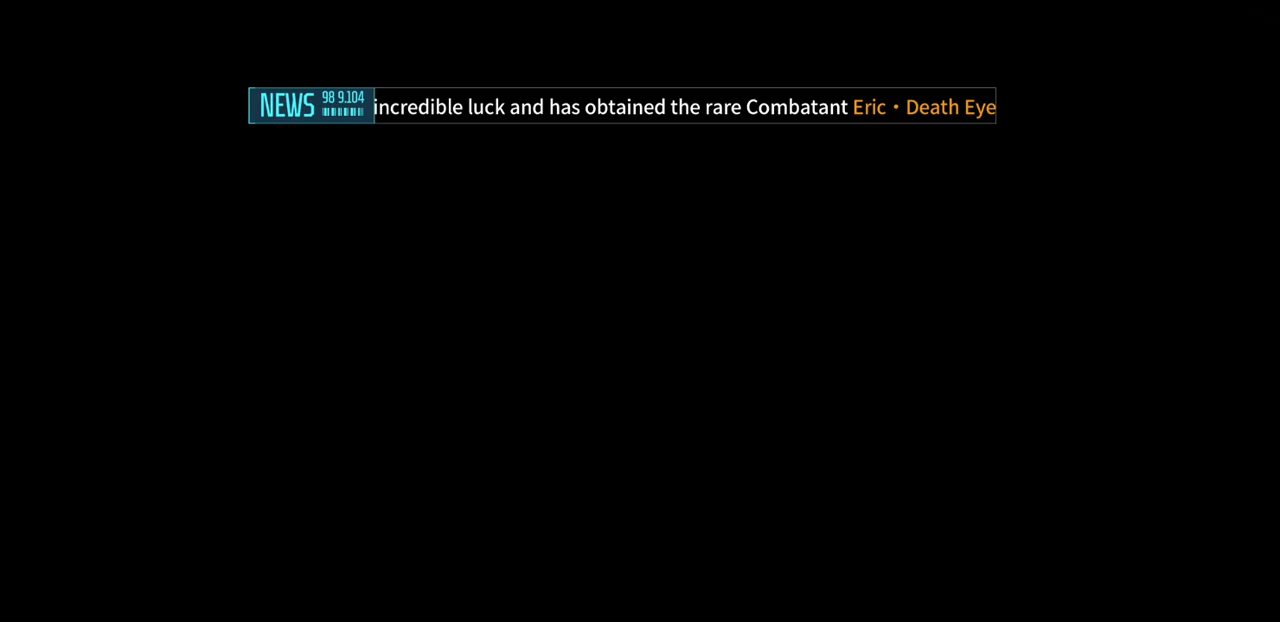 NEWS 98 9.104 incredible luck and has obtained the rare Combatant Eric・Death Eye